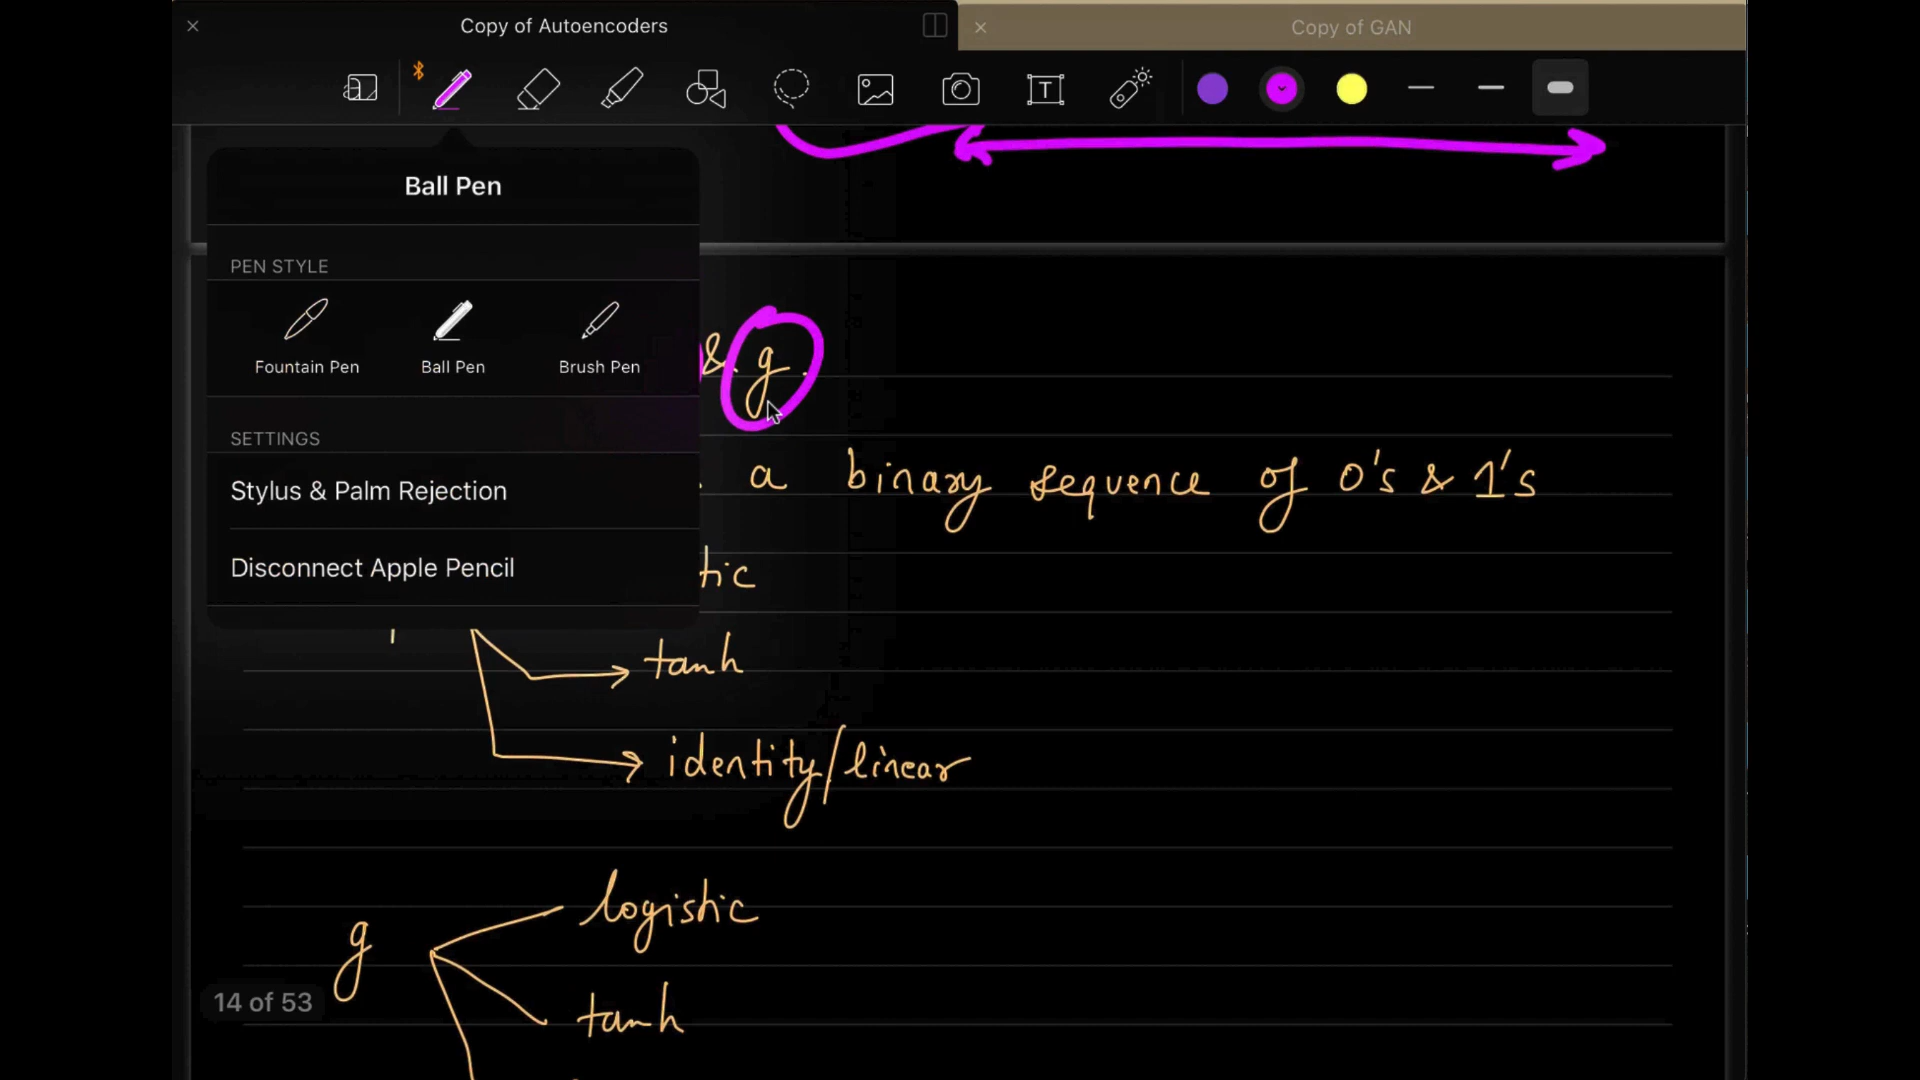 Copy of Autoencoders
Copy of GAN
Ball Pen
PEN STYLE
Fountain Pen Ball Pen Brush Pen
& g.
SETTINGS
Stylus & Palm Rejection
a binary sequence of 0's & 1's
Disconnect Apple Pencil
tic
tanh
identity/linear
logistic
g
14 of 53
tanh